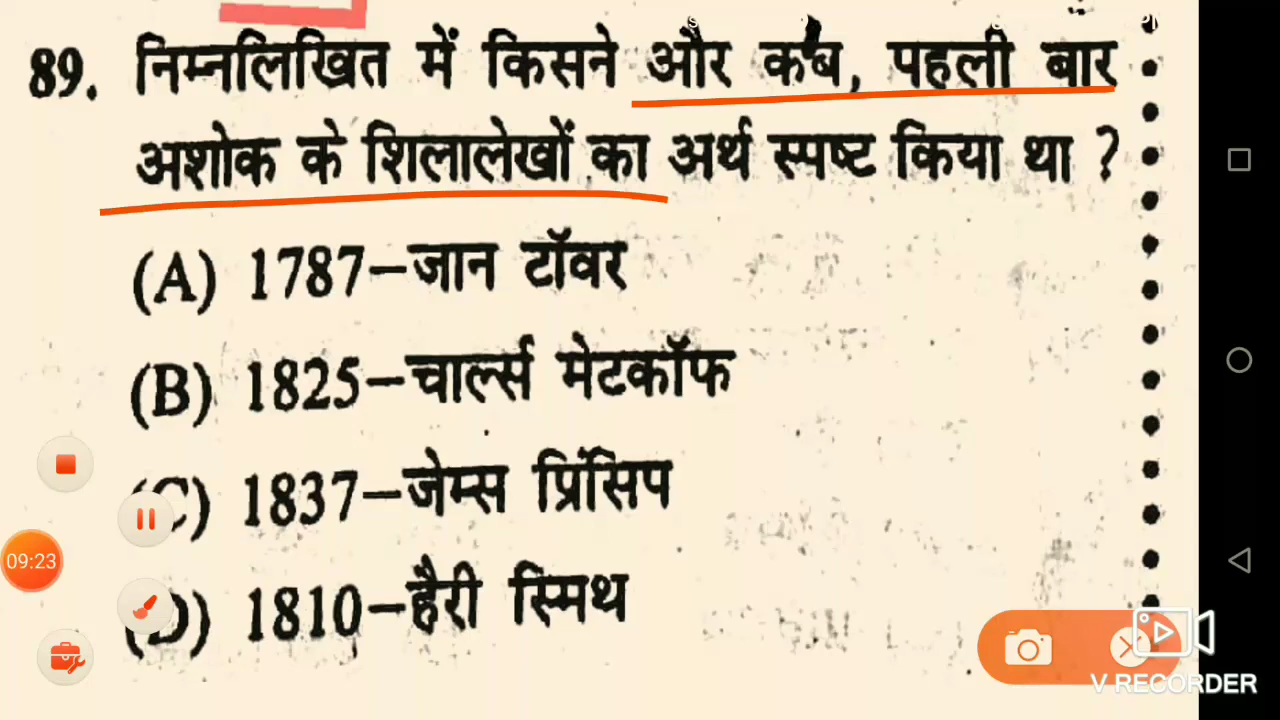 89. निम्नलिखित में किसने और कब, पहली बार
अशोक के शिलालेखों का अर्थ स्पष्ट किया था ?
(A) 1787–जान टॉवर
(B) 1825–चार्ल्स मेटकॉफ
(C) 1837–जेम्स प्रिंसिप
(D) 1810–हैरी स्मिथ
09:23
V RECORDER